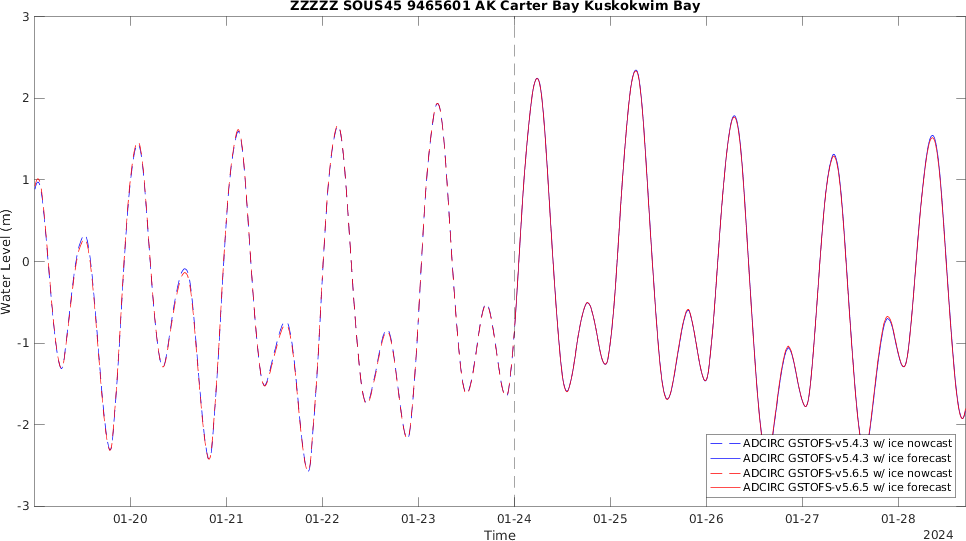 ZZZZZ SOUS45 9465601 AK Carter Bay Kuskokwim Bay
3
2
1
0
-1
-2
-3
Water Level (m)
ADCIRC GSTOFS-v5.4.3 w/ ice nowcast
ADCIRC GSTOFS-v5.4.3 w/ ice forecast
ADCIRC GSTOFS-v5.6.5 w/ ice nowcast
ADCIRC GSTOFS-v5.6.5 w/ ice forecast
01-20 01-21 01-22 01-23 01-24 01-25 01-26 01-27 01-28
Time
2024